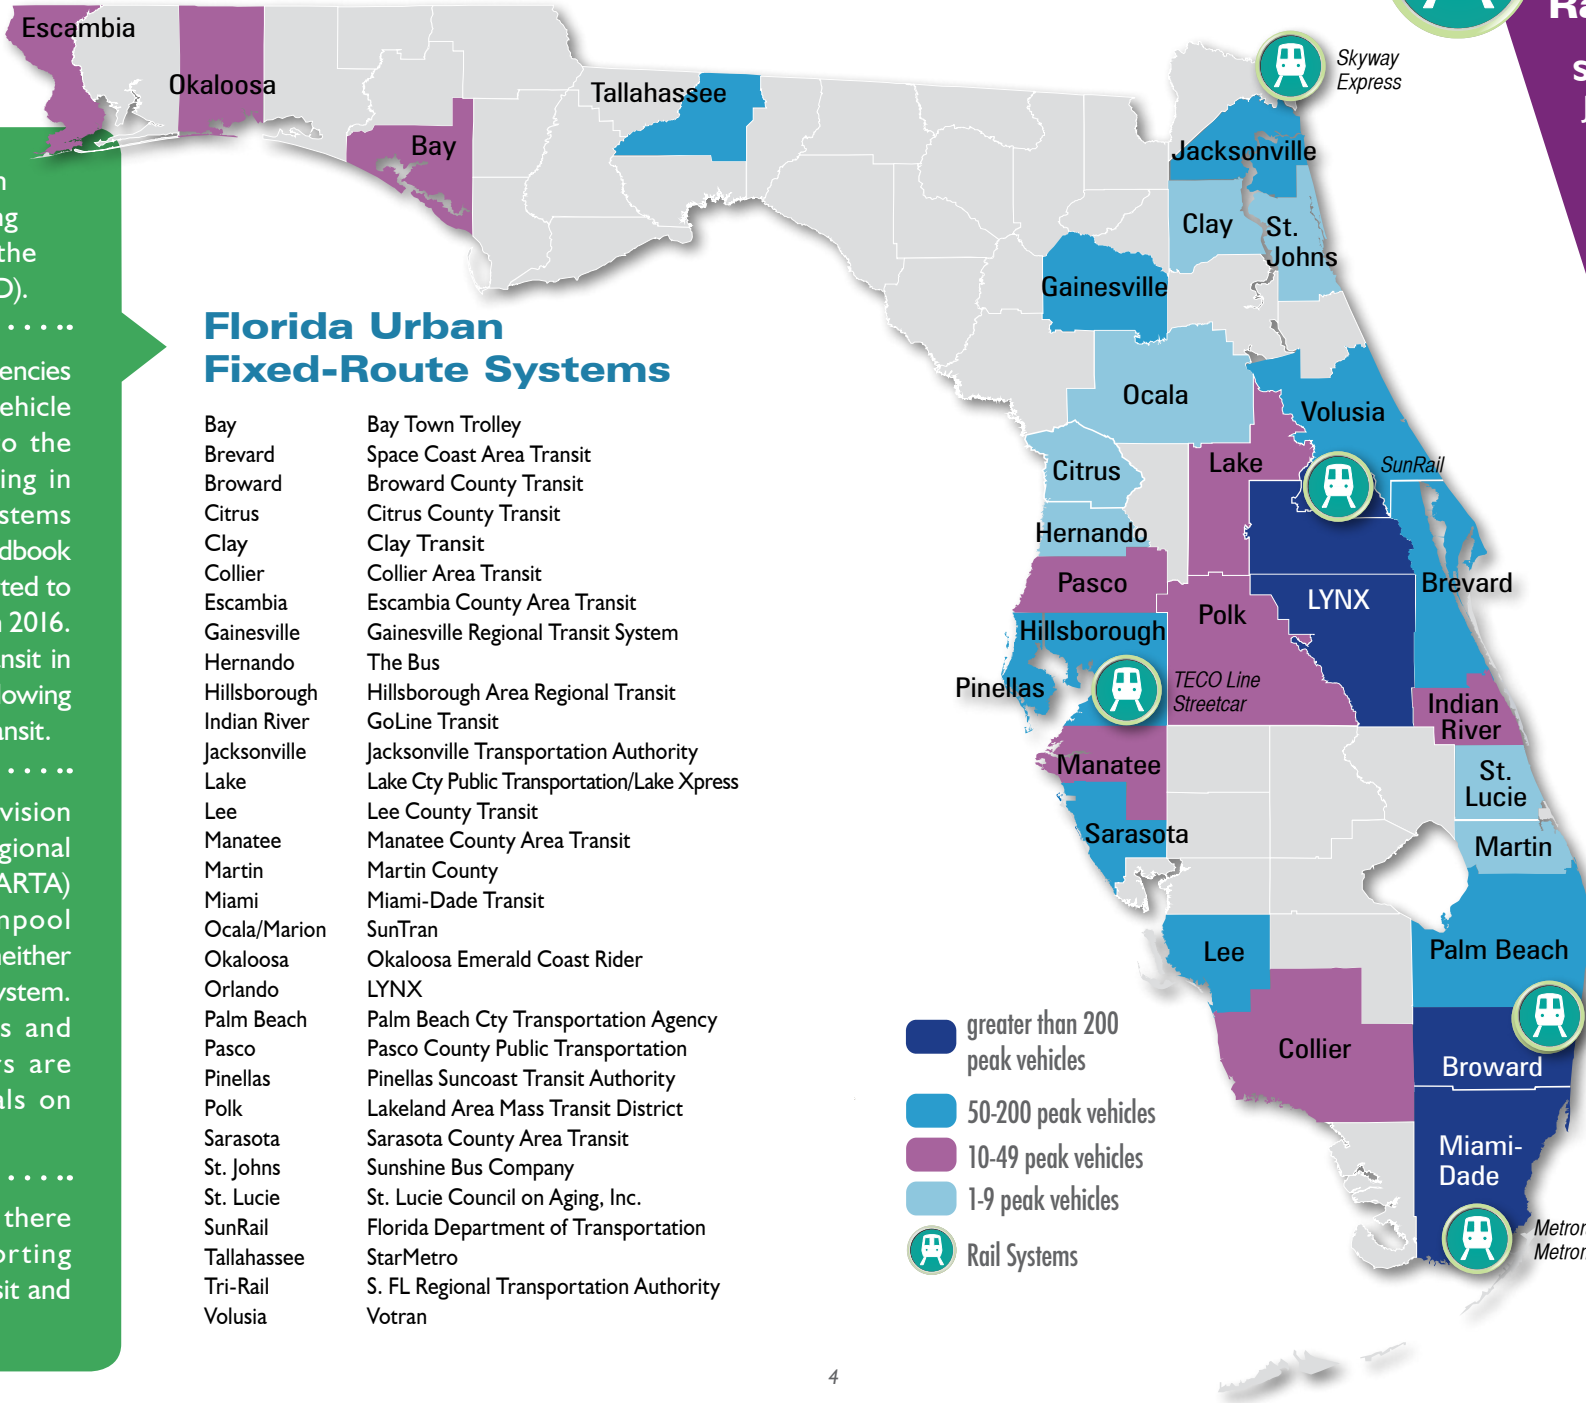 Escambia
Okaloosa
Bay
Tallahassee
Skyway
Express
Jacksonville
Clay
St.
Johns
Gainesville
Ocala
Volusia
Citrus
Lake
SunRail
Hernando
Pasco
Polk
LYNX
Brevard
Hillsborough
Pinellas
TECO Line
Streetcar
Indian
River
Manatee
St.
Lucie
Sarasota
Martin
Lee
Palm Beach
Collier
Broward
Miami-
Dade
Metro
Metro
Ra
S
J
n
ng
the
D).
.....
encies
ehicle
o the
ing in
stems
dbook
ted to
n 2016.
nsit in
lowing
ansit.
.....
vision
gional
ARTA)
npool
neither
ystem.
s and
rs are
als on
.....
there
orting
sit and
Florida Urban
Fixed-Route Systems
Bay Bay Town Trolley
Brevard Space Coast Area Transit
Broward Broward County Transit
Citrus Citrus County Transit
Clay Clay Transit
Collier Collier Area Transit
Escambia Escambia County Area Transit
Gainesville Gainesville Regional Transit System
Hernando The Bus
Hillsborough Hillsborough Area Regional Transit
Indian River GoLine Transit
Jacksonville Jacksonville Transportation Authority
Lake Lake Cty Public Transportation/Lake Xpress
Lee Lee County Transit
Manatee Manatee County Area Transit
Martin Martin County
Miami Miami-Dade Transit
Ocala/Marion SunTran
Okaloosa Okaloosa Emerald Coast Rider
Orlando LYNX
Palm Beach Palm Beach Cty Transportation Agency
Pasco Pasco County Public Transportation
Pinellas Pinellas Suncoast Transit Authority
Polk Lakeland Area Mass Transit District
Sarasota Sarasota County Area Transit
St. Johns Sunshine Bus Company
St. Lucie St. Lucie Council on Aging, Inc.
SunRail Florida Department of Transportation
Tallahassee StarMetro
Tri-Rail S. FL Regional Transportation Authority
Volusia Votran
greater than 200
peak vehicles
50-200 peak vehicles
10-49 peak vehicles
1-9 peak vehicles
Rail Systems
4